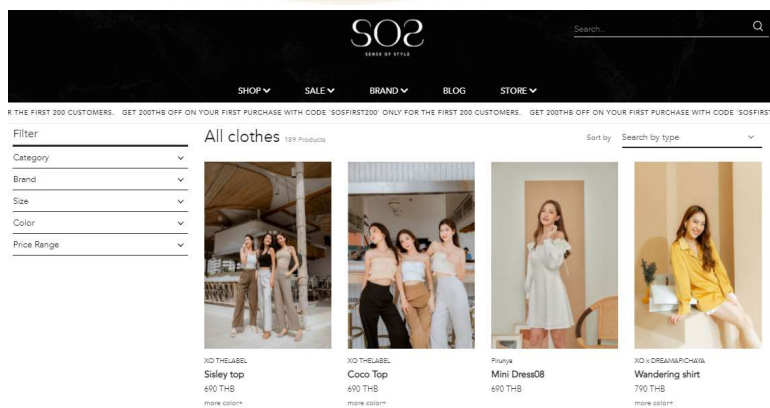 SOS
SENSE OF STYLE
Search..
SHOP SALE BRAND BLOG STORE
R THE FIRST 200 CUSTOMERS. GET 200THB OFF ON YOUR FIRST PURCHASE WITH CODE 'SOSFIRST200' ONLY FOR THE FIRST 200 CUSTOMERS. GET 200THB OFF ON YOUR FIRST PURCHASE WITH CODE 'SOSFIRST
Filter
Category
Brand
Size
Color
Price Range
All clothes 189 Products
Sort by Search by type
XO THELABEL
Sisley top
690 THB
more color+
XO THELABEL
Coco Top
690 THB
more color+
Pirunya
Mini Dress08
690 THB
XO x DREAMAPICHAYA
Wandering shirt
790 THB
more color+